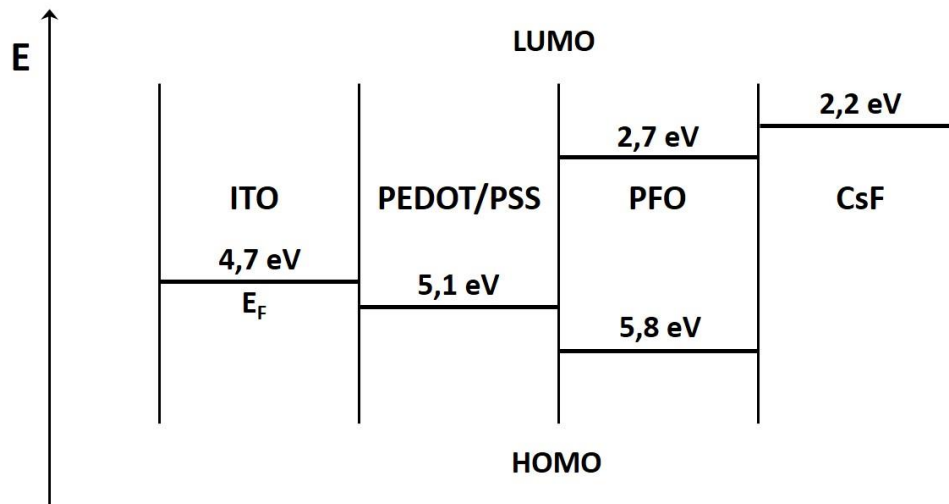 E
LUMO
2,2 eV
2,7 eV
ITO
PEDOT/PSS
PFO
CsF
4,7 eV
E_F
5,1 eV
5,8 eV
HOMO